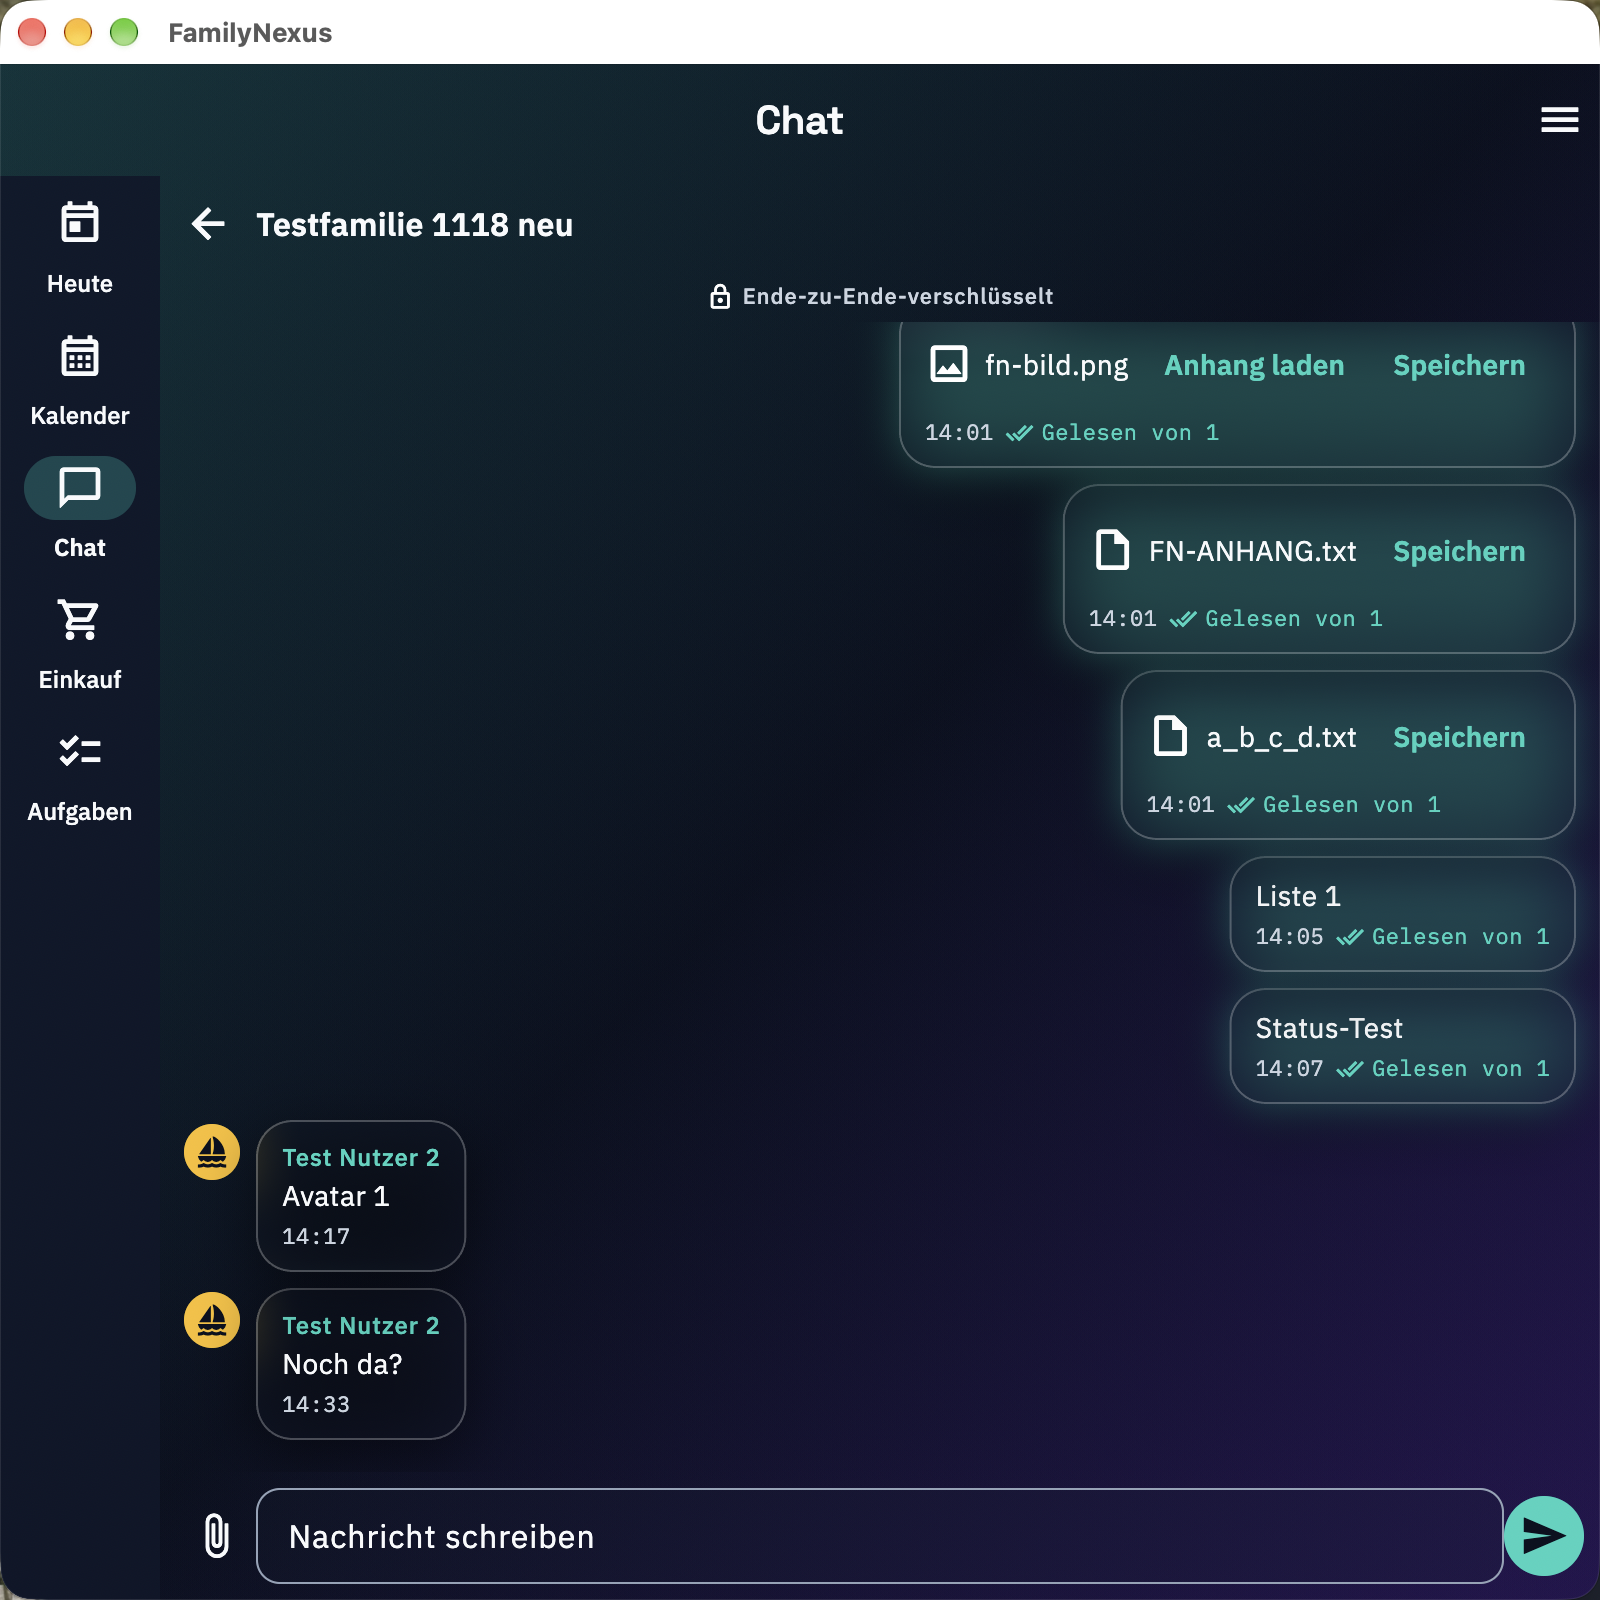 FamilyNexus
Chat
Heute
Kalender
Chat
Einkauf
Aufgaben
Testfamilie 1118 neu
Ende-zu-Ende-verschlüsselt
fn-bild.png Anhang laden Speichern
14:01 Gelesen von 1
FN-ANHANG.txt Speichern
14:01 Gelesen von 1
a_b_c_d.txt Speichern
14:01 Gelesen von 1
Liste 1
14:05 Gelesen von 1
Status-Test
14:07 Gelesen von 1
Test Nutzer 2
Avatar 1
14:17
Test Nutzer 2
Noch da?
14:33
Nachricht schreiben